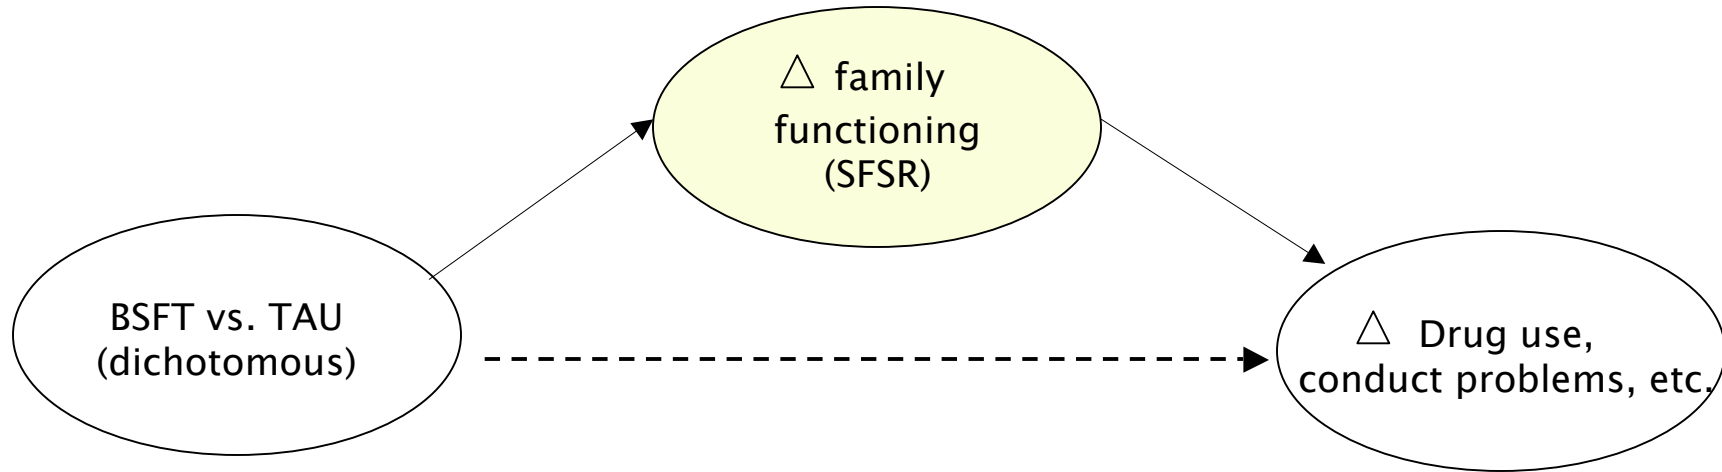 △ family
functioning
(SFSR)
BSFT vs. TAU
(dichotomous)
△ Drug use,
conduct problems, etc.